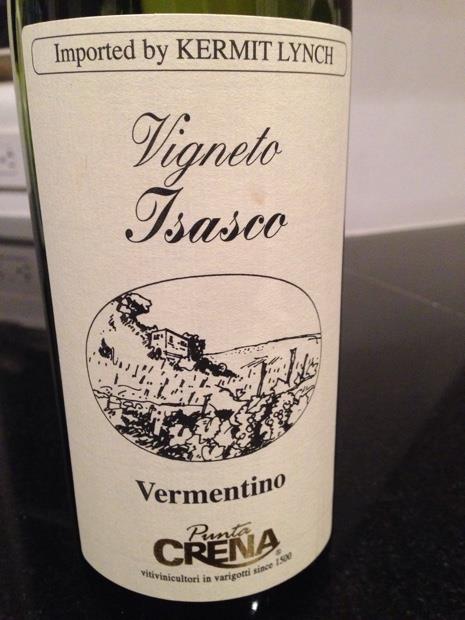 Imported by KERMIT LYNCH
Vigneto
Isasco
Vermentino
Punta
CRENA®
vitivinicultori in varigotti since 1500